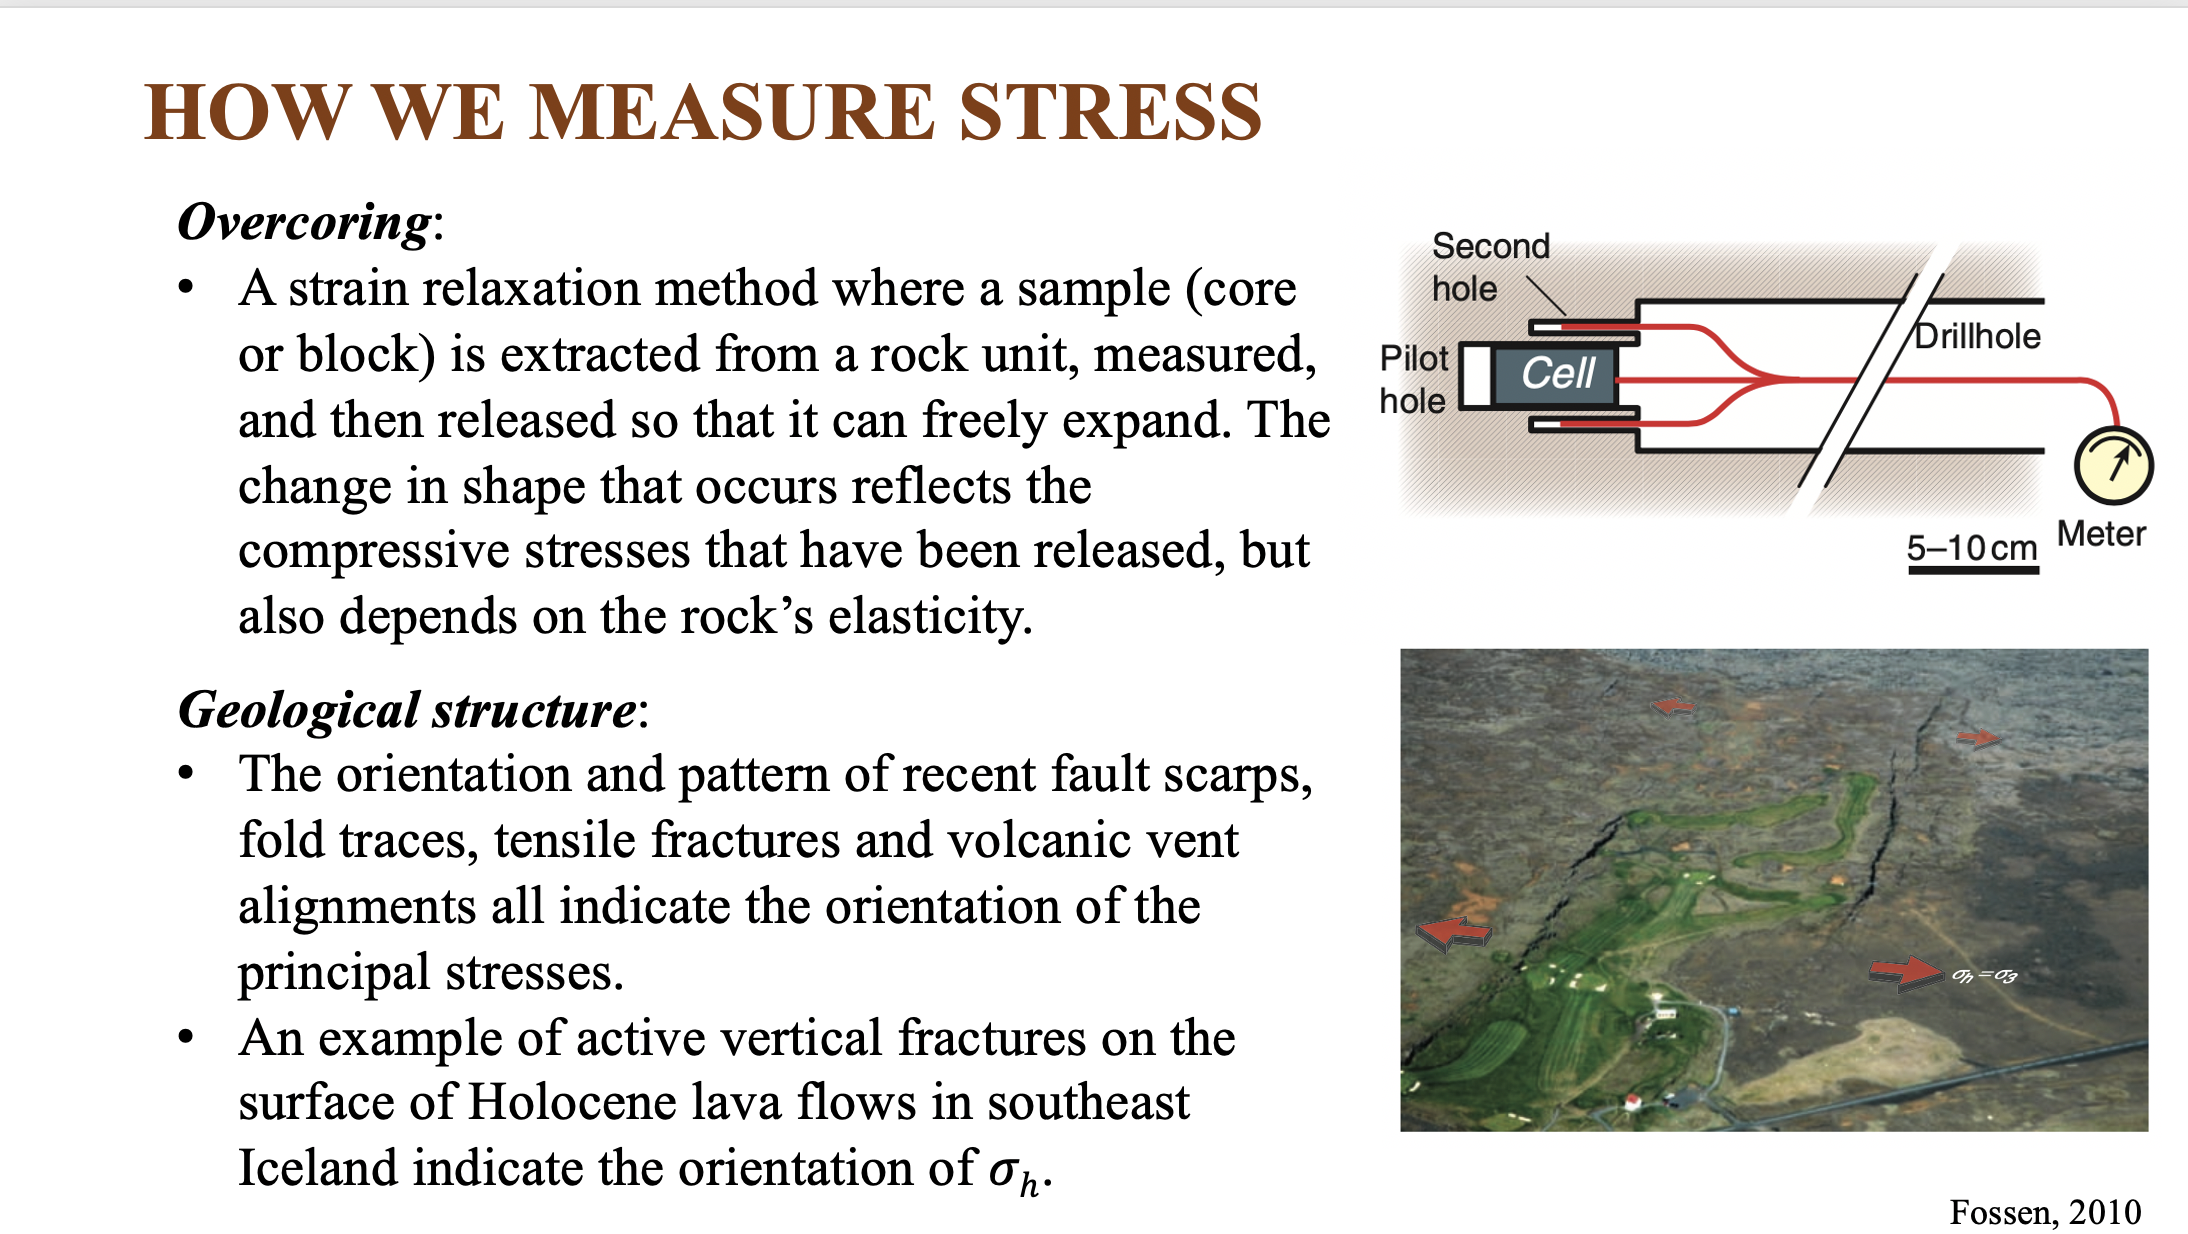 HOW WE MEASURE STRESS
Overcoring:
• A strain relaxation method where a sample (core
or block) is extracted from a rock unit, measured,
and then released so that it can freely expand. The
change in shape that occurs reflects the
compressive stresses that have been released, but
also depends on the rock’s elasticity.
Geological structure:
• The orientation and pattern of recent fault scarps,
fold traces, tensile fractures and volcanic vent
alignments all indicate the orientation of the
principal stresses.
• An example of active vertical fractures on the
surface of Holocene lava flows in southeast
Iceland indicate the orientation of σₕ.
Second
hole
Pilot
hole
Cell
Drillhole
Meter
5–10 cm
σₕ=σ₃
Fossen, 2010